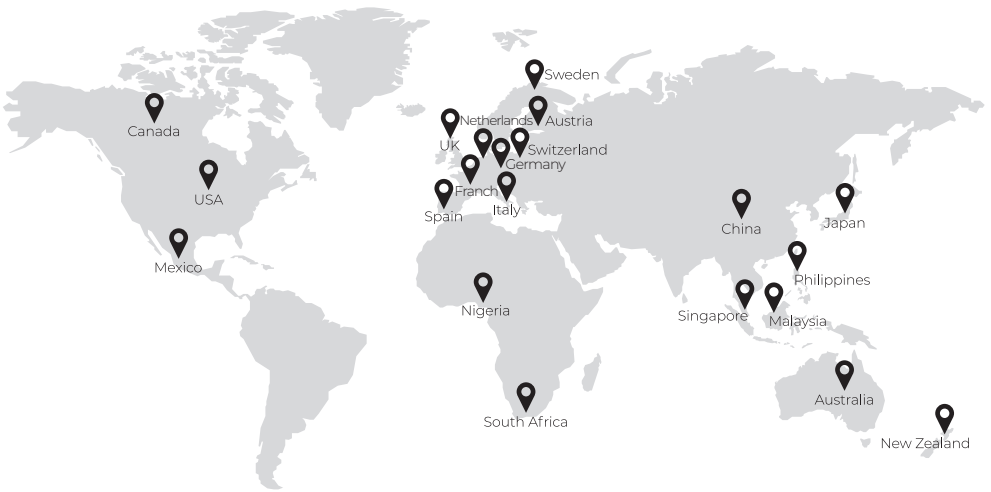 Sweden
Canada
Netherlands
Austria
UK
Switzerland
Germany
Franch
USA
Italy
Spain
China
Japan
Mexico
Philippines
Nigeria
Singapore
Malaysia
Australia
South Africa
New Zealand